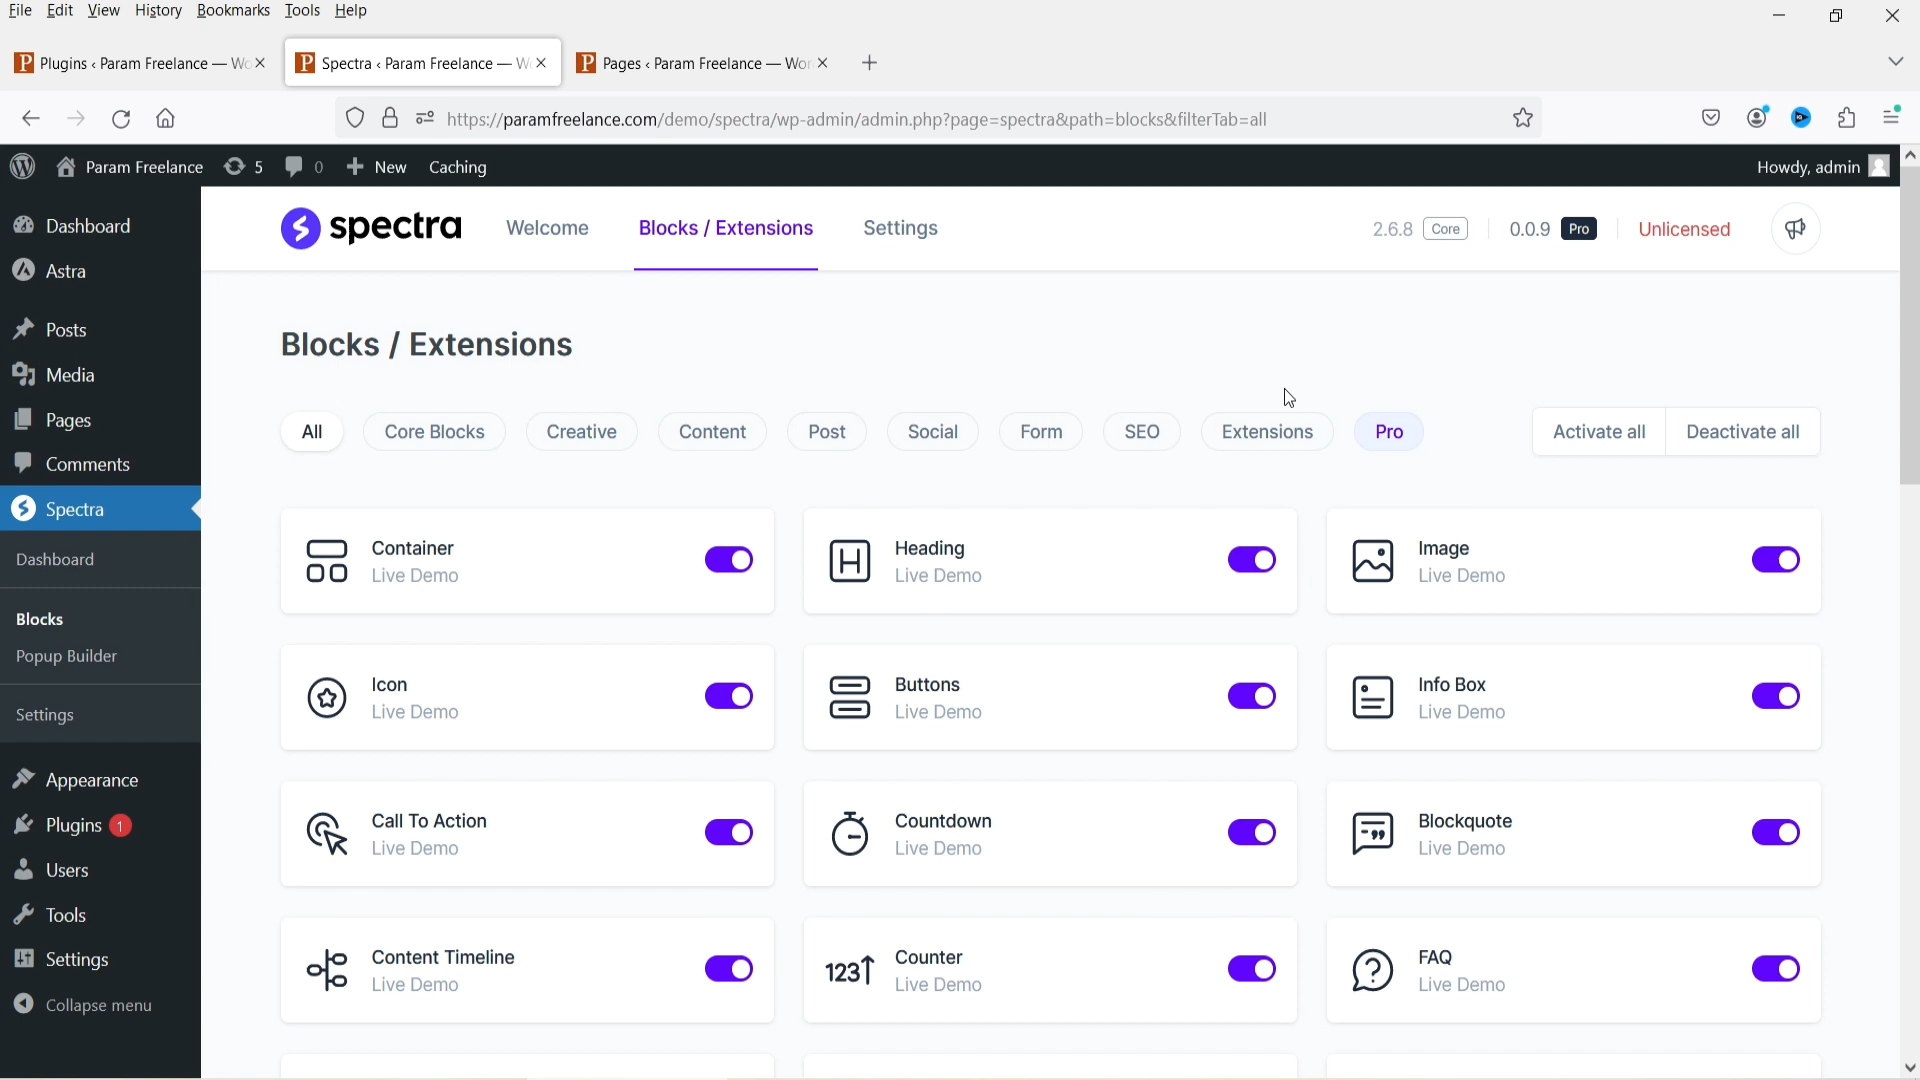 File Edit View History Bookmarks Tools Help
Plugins ‹ Param Freelance — Wo
Spectra ‹ Param Freelance — W
Pages ‹ Param Freelance — Wor
https://paramfreelance.com/demo/spectra/wp-admin/admin.php?page=spectra&path=blocks&filterTab=all
Param Freelance 5 0 New Caching Howdy, admin
Dashboard
Astra
Posts
Media
Pages
Comments
Spectra
Dashboard
Blocks
Popup Builder
Settings
Appearance
Plugins 1
Users
Tools
Settings
Collapse menu
spectra Welcome Blocks / Extensions Settings 2.6.8 Core 0.0.9 Pro Unlicensed
Blocks / Extensions
All Core Blocks Creative Content Post Social Form SEO Extensions Pro Activate all Deactivate all
Container
Live Demo
Heading
Live Demo
Image
Live Demo
Icon
Live Demo
Buttons
Live Demo
Info Box
Live Demo
Call To Action
Live Demo
Countdown
Live Demo
Blockquote
Live Demo
Content Timeline
Live Demo
123 Counter
Live Demo
FAQ
Live Demo